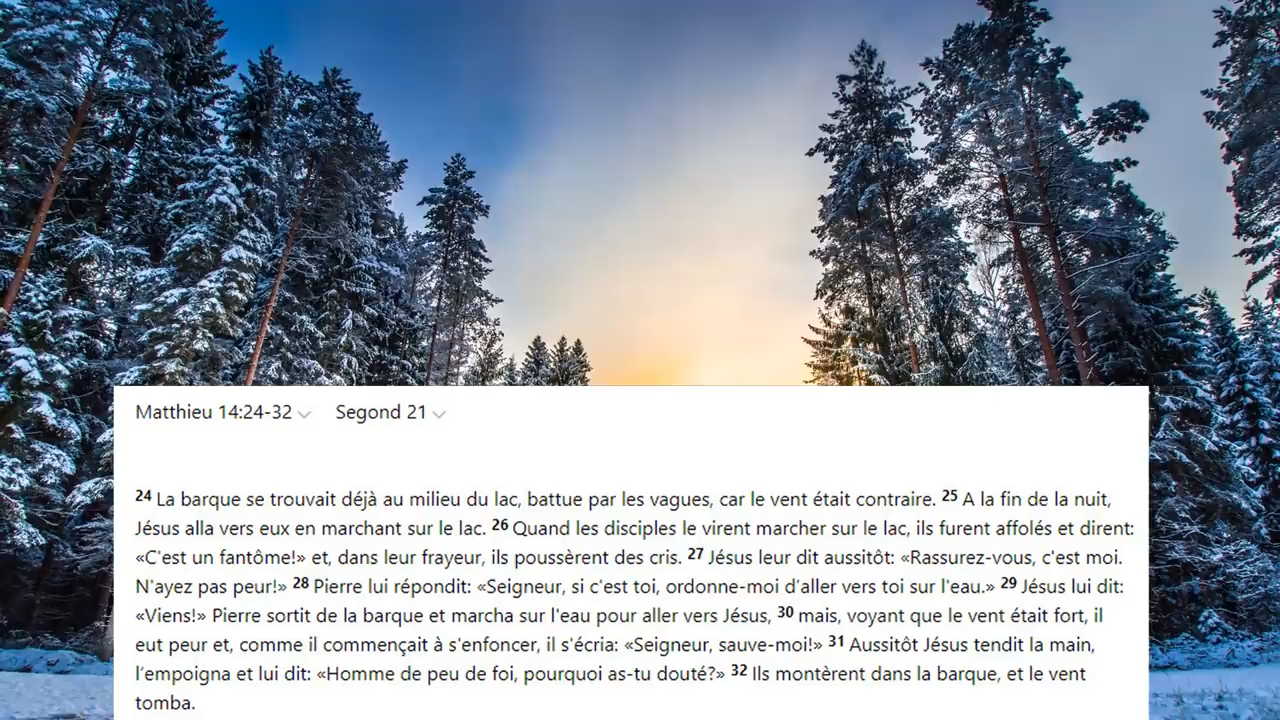 Matthieu 14:24-32 Segond 21
24 La barque se trouvait déjà au milieu du lac, battue par les vagues, car le vent était contraire. 25 A la fin de la nuit,
Jésus alla vers eux en marchant sur le lac. 26 Quand les disciples le virent marcher sur le lac, ils furent affolés et dirent:
«C'est un fantôme!» et, dans leur frayeur, ils poussèrent des cris. 27 Jésus leur dit aussitôt: «Rassurez-vous, c'est moi.
N'ayez pas peur!» 28 Pierre lui répondit: «Seigneur, si c'est toi, ordonne-moi d'aller vers toi sur l'eau.» 29 Jésus lui dit:
«Viens!» Pierre sortit de la barque et marcha sur l'eau pour aller vers Jésus, 30 mais, voyant que le vent était fort, il
eut peur et, comme il commençait à s'enfoncer, il s'écria: «Seigneur, sauve-moi!» 31 Aussitôt Jésus tendit la main,
l'empoigna et lui dit: «Homme de peu de foi, pourquoi as-tu douté?» 32 Ils montèrent dans la barque, et le vent
tomba.